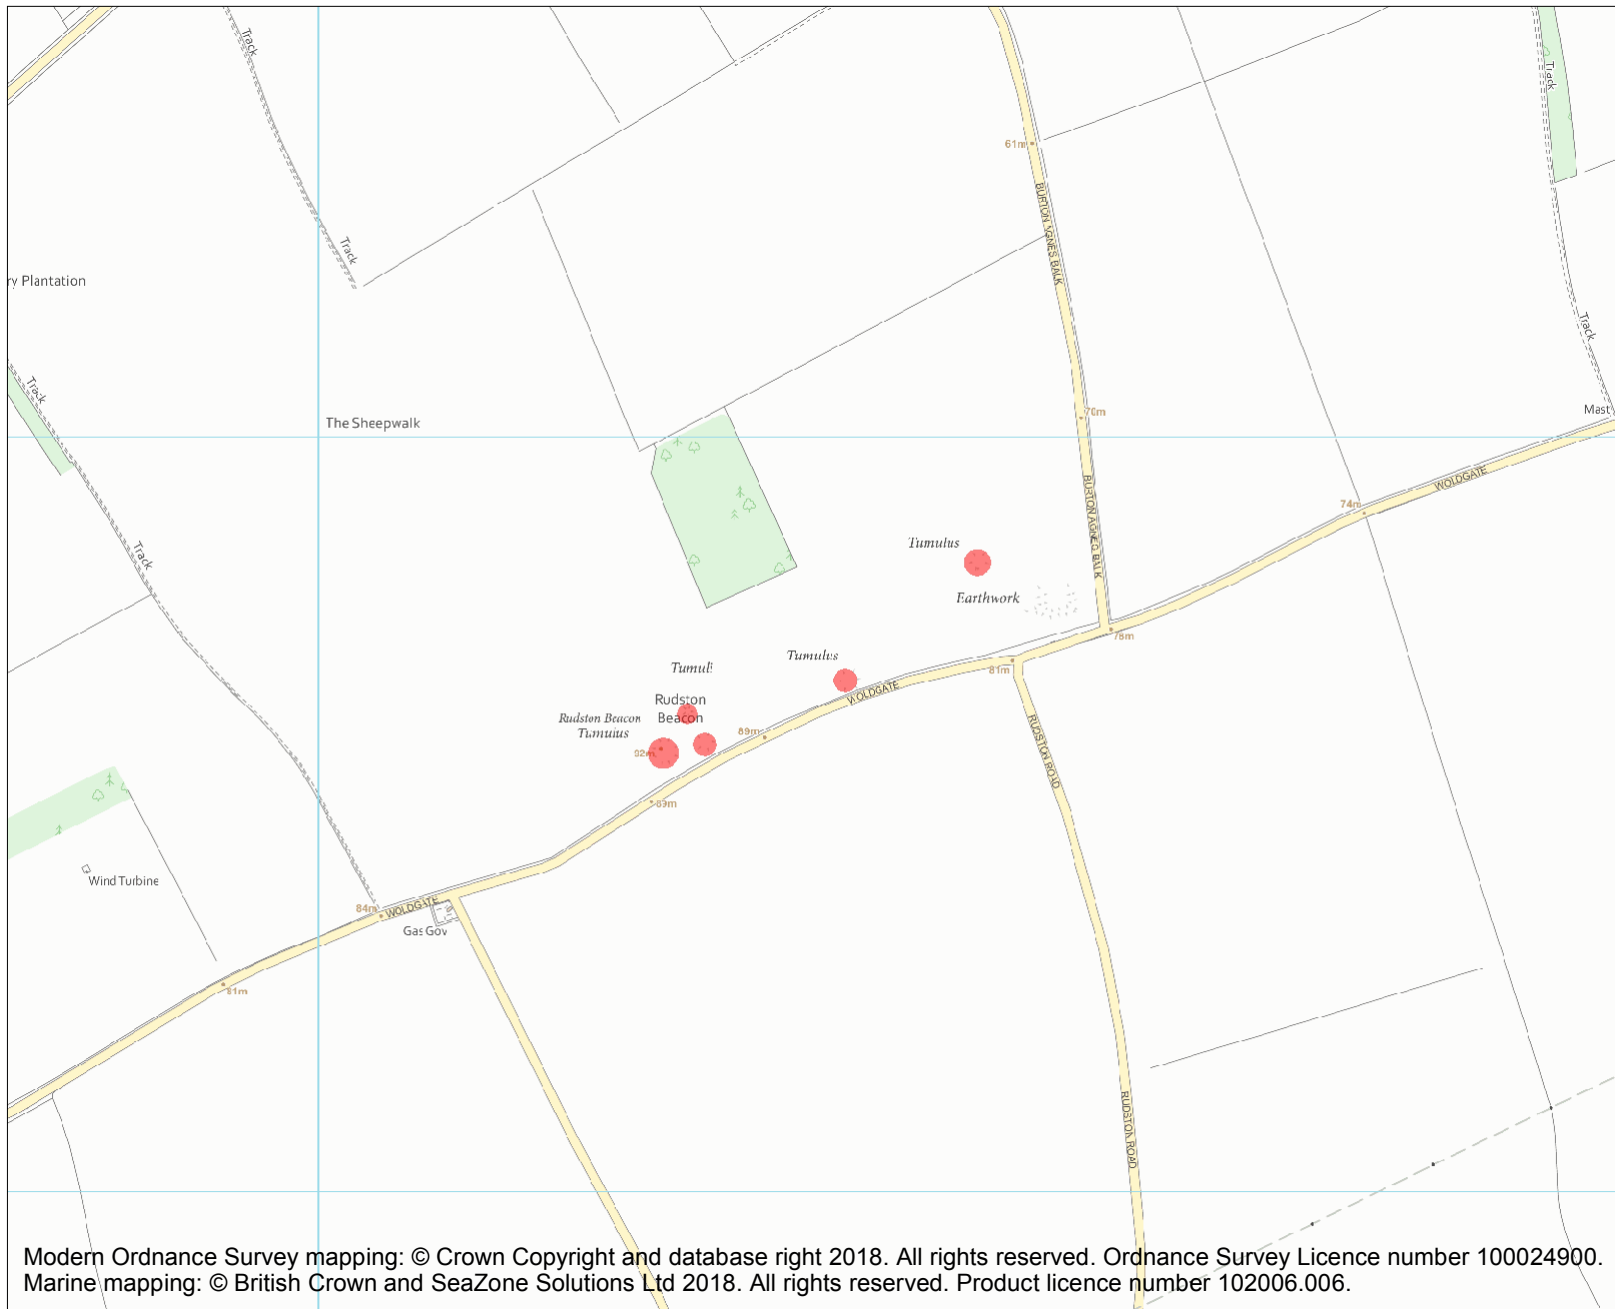 Track
Track
61m
BURTON AGNES BALK
Track
ry Plantation
Track
Track
The Sheepwalk
70m
Mast
WOLDGATE
BURTON AGNES BALK
74m
Track
Tumulus
Earthwork
78m
Tumulus
Tumuli
81m
WOLDGATE
Rudston
Beacon
Rudston Beacon
Tumulus
92m
89m
RUDSTON ROAD
89m
Wind Turbine
84m
WOLDGATE
Gas Gov
81m
RUDSTON ROAD
Modern Ordnance Survey mapping: © Crown Copyright and database right 2018. All rights reserved. Ordnance Survey Licence number 100024900.
Marine mapping: © British Crown and SeaZone Solutions Ltd 2018. All rights reserved. Product licence number 102006.006.